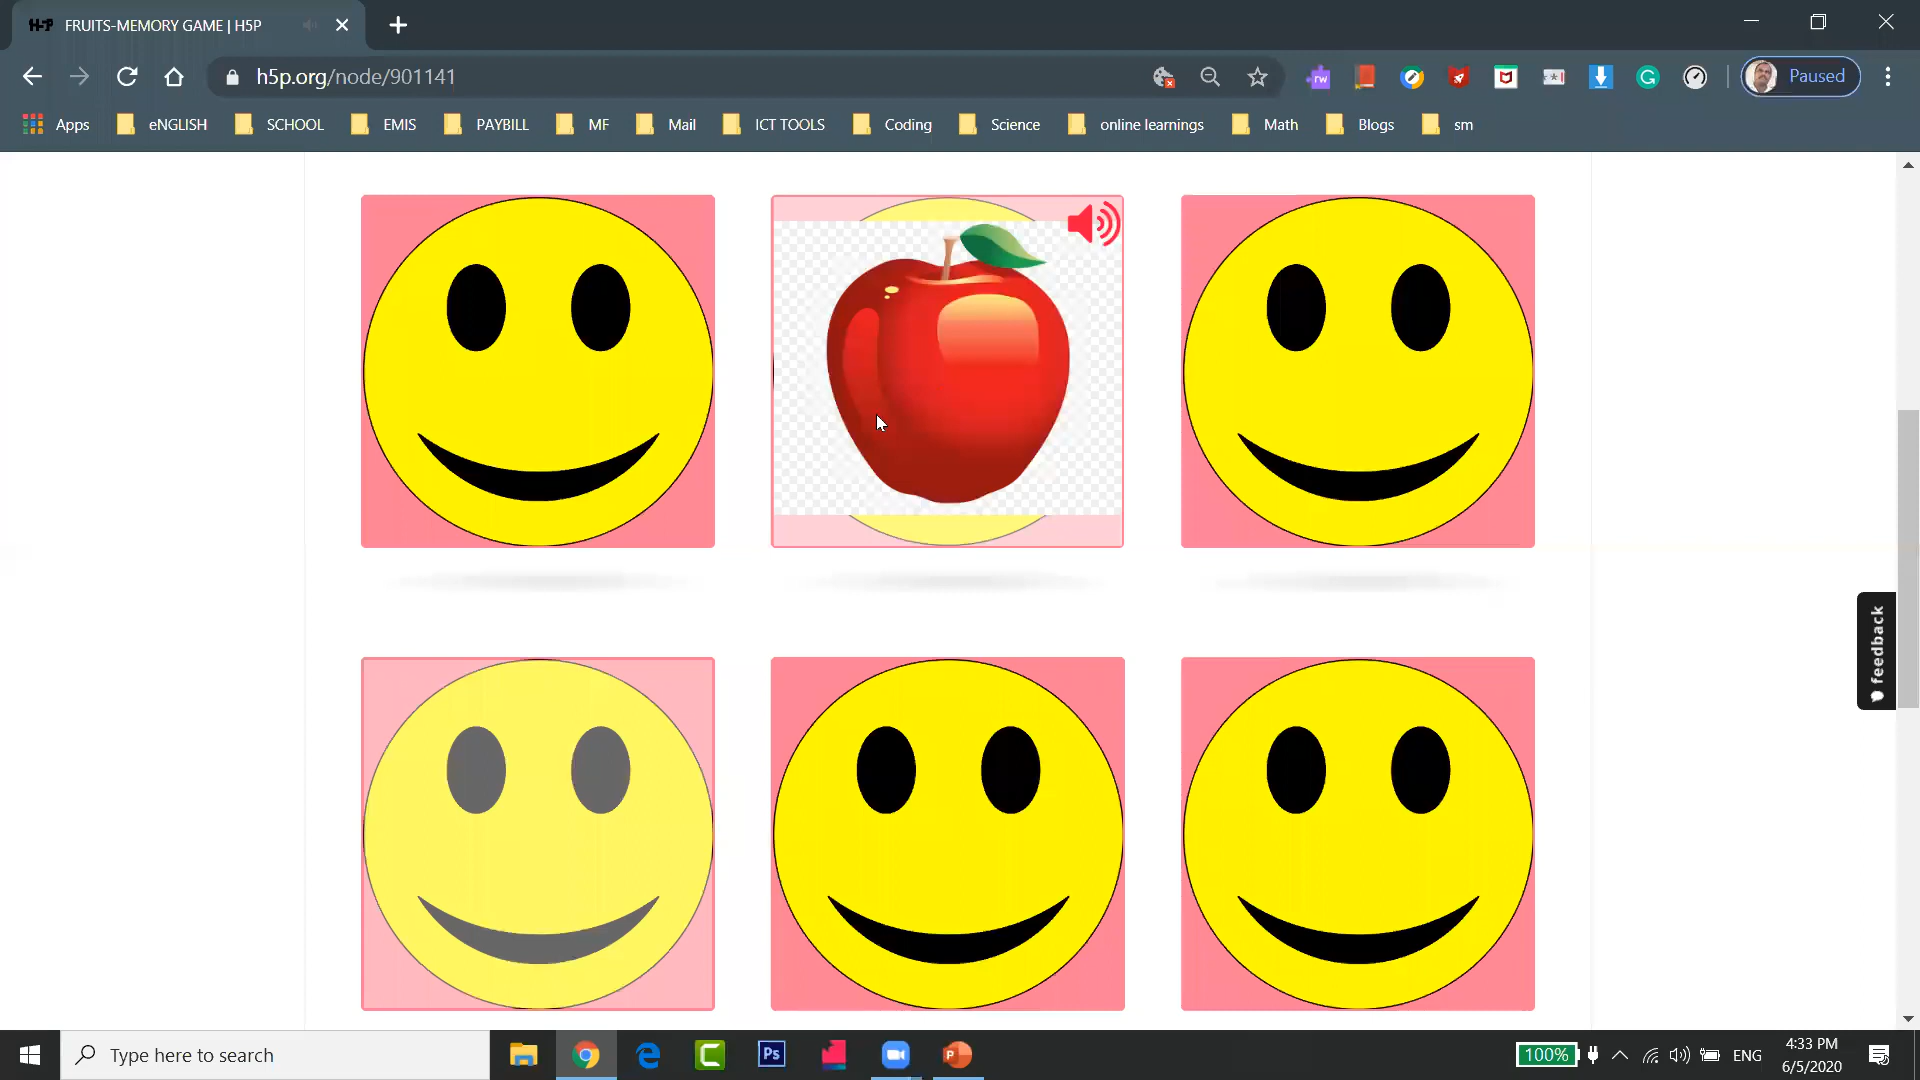 H-P FRUITS-MEMORY GAME | H5P
h5p.org/node/901141
rw
G
Paused
Apps eNGLISH SCHOOL EMIS PAYBILL MF Mail ICT TOOLS Coding Science online learnings Math Blogs sm
feedback
Type here to search
Ps
P
100%
ENG
4:33 PM
6/5/2020